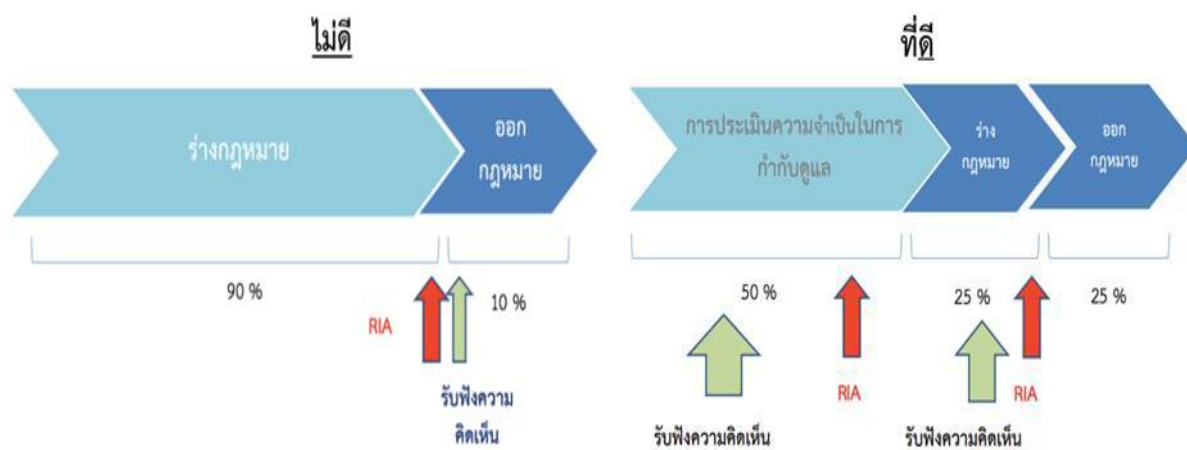 ไม่ดี
ร่างกฎหมาย
ออก
กฎหมาย
90 %
10 %
RIA
รับฟังความ
คิดเห็น
ที่ดี
การประเมินความจำเป็นในการ
กำกับดูแล
ร่าง
กฎหมาย
ออก
กฎหมาย
50 %
25 %
25 %
RIA
RIA
รับฟังความคิดเห็น
รับฟังความคิดเห็น